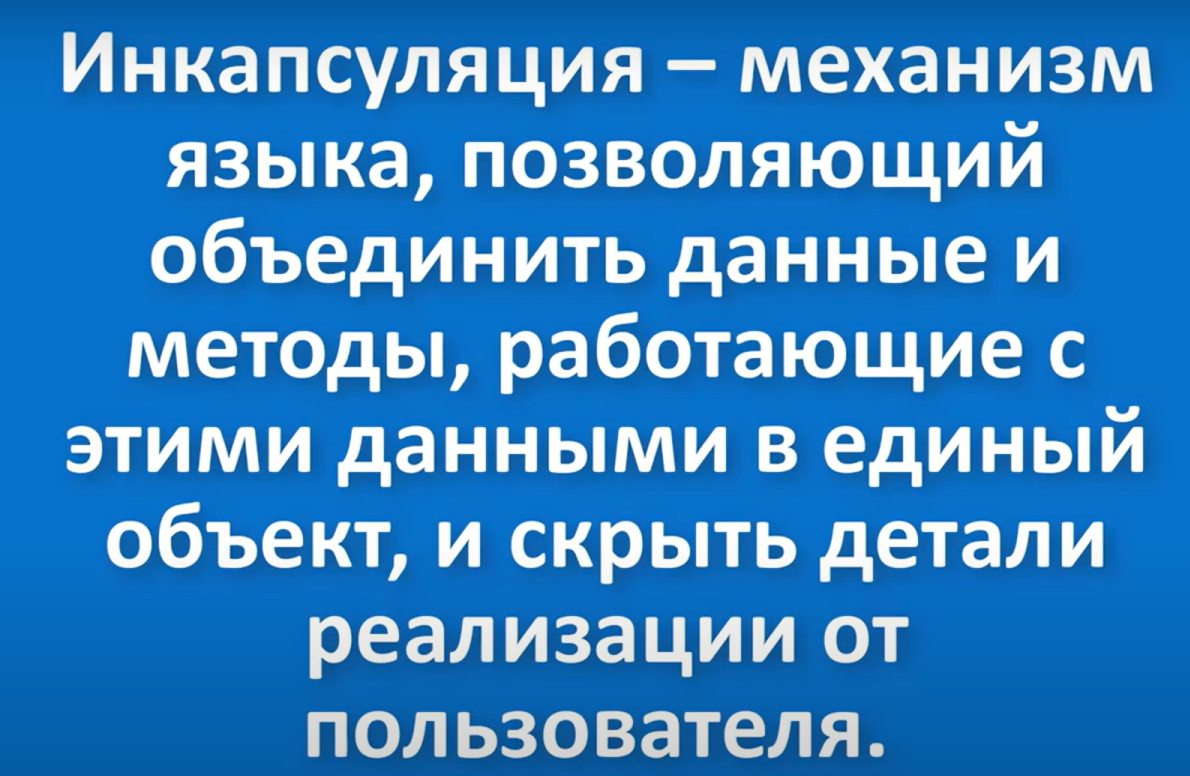 Инкапсуляция – механизм
языка, позволяющий
объединить данные и
методы, работающие с
этими данными в единый
объект, и скрыть детали
реализации от
пользователя.